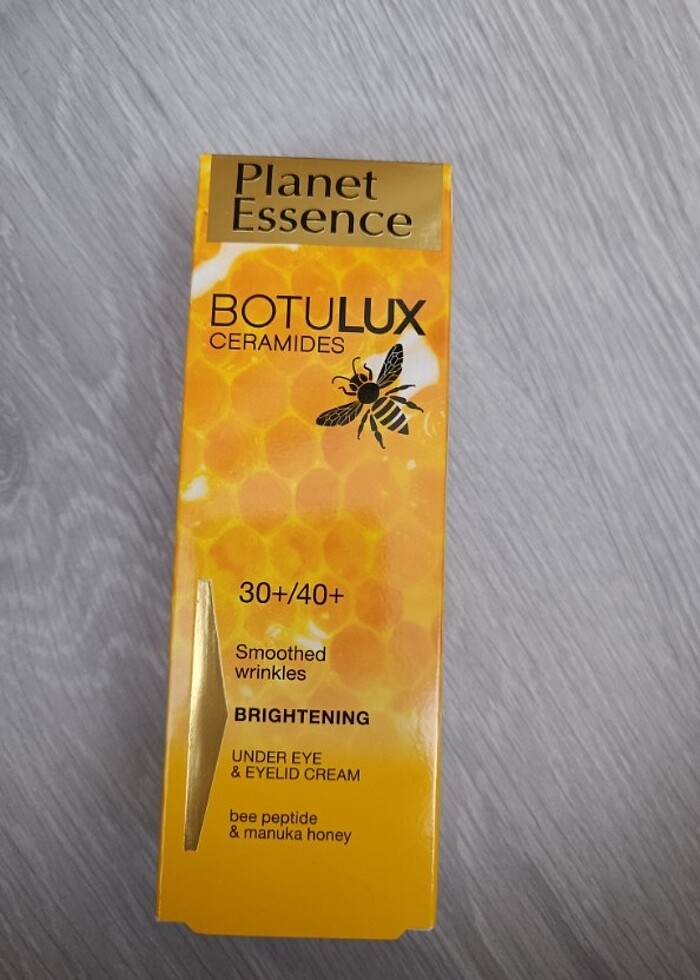 Planet
Essence
BOTULUX
CERAMIDES
30+/40+
Smoothed
wrinkles
BRIGHTENING
UNDER EYE
& EYELID CREAM
bee peptide
& manuka honey